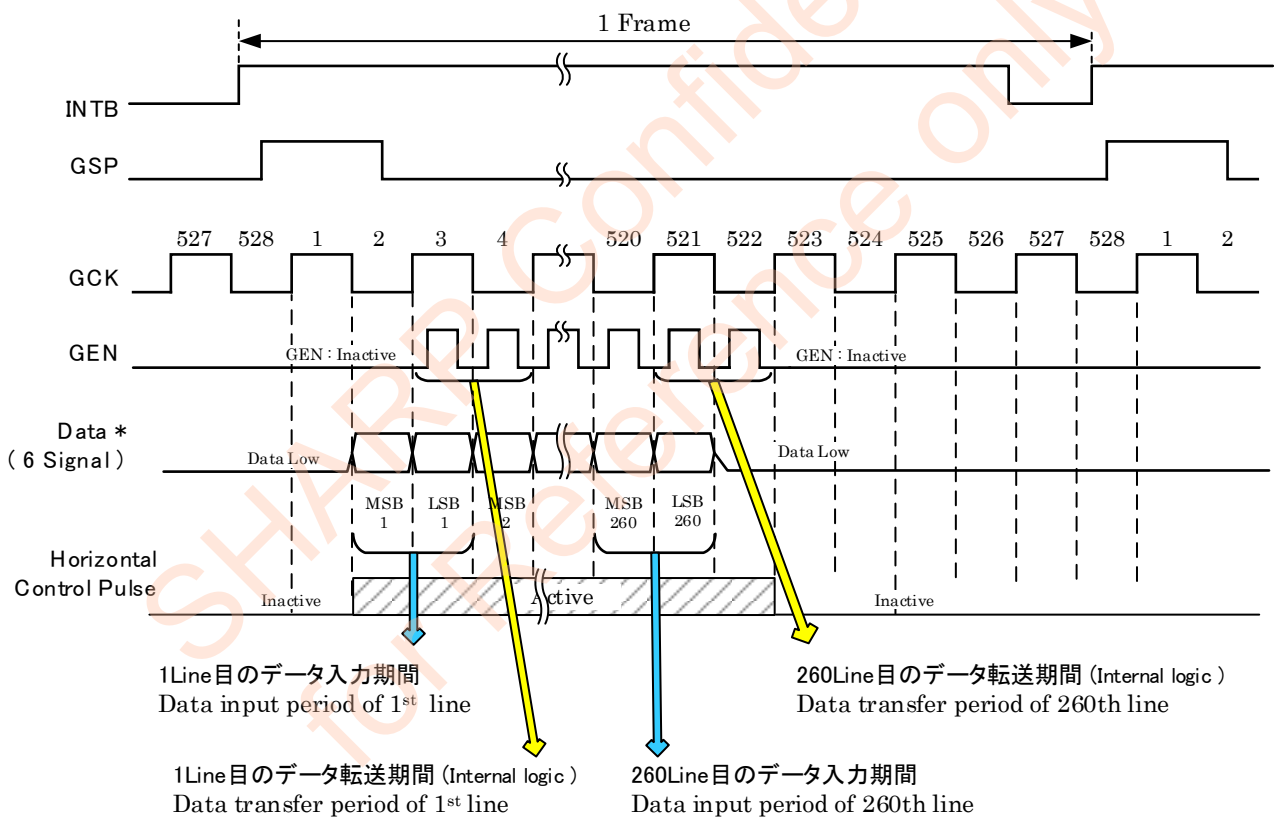 1 Frame
INTB
GSP
527 528 1 2 3 4 520 521 522 523 524 525 526 527 528 1 2
GCK
GEN
GEN : Inactive
GEN : Inactive
Data *
( 6 Signal )
Data Low
Data Low
MSB 1
LSB 1
MSB 2
MSB 260
LSB 260
Horizontal
Control Pulse
Inactive
Active
Inactive
1Line目のデータ入力期間
Data input period of 1st line
260Line目のデータ転送期間 (Internal logic )
Data transfer period of 260th line
1Line目のデータ転送期間 (Internal logic )
Data transfer period of 1st line
260Line目のデータ入力期間
Data input period of 260th line
for Reference only